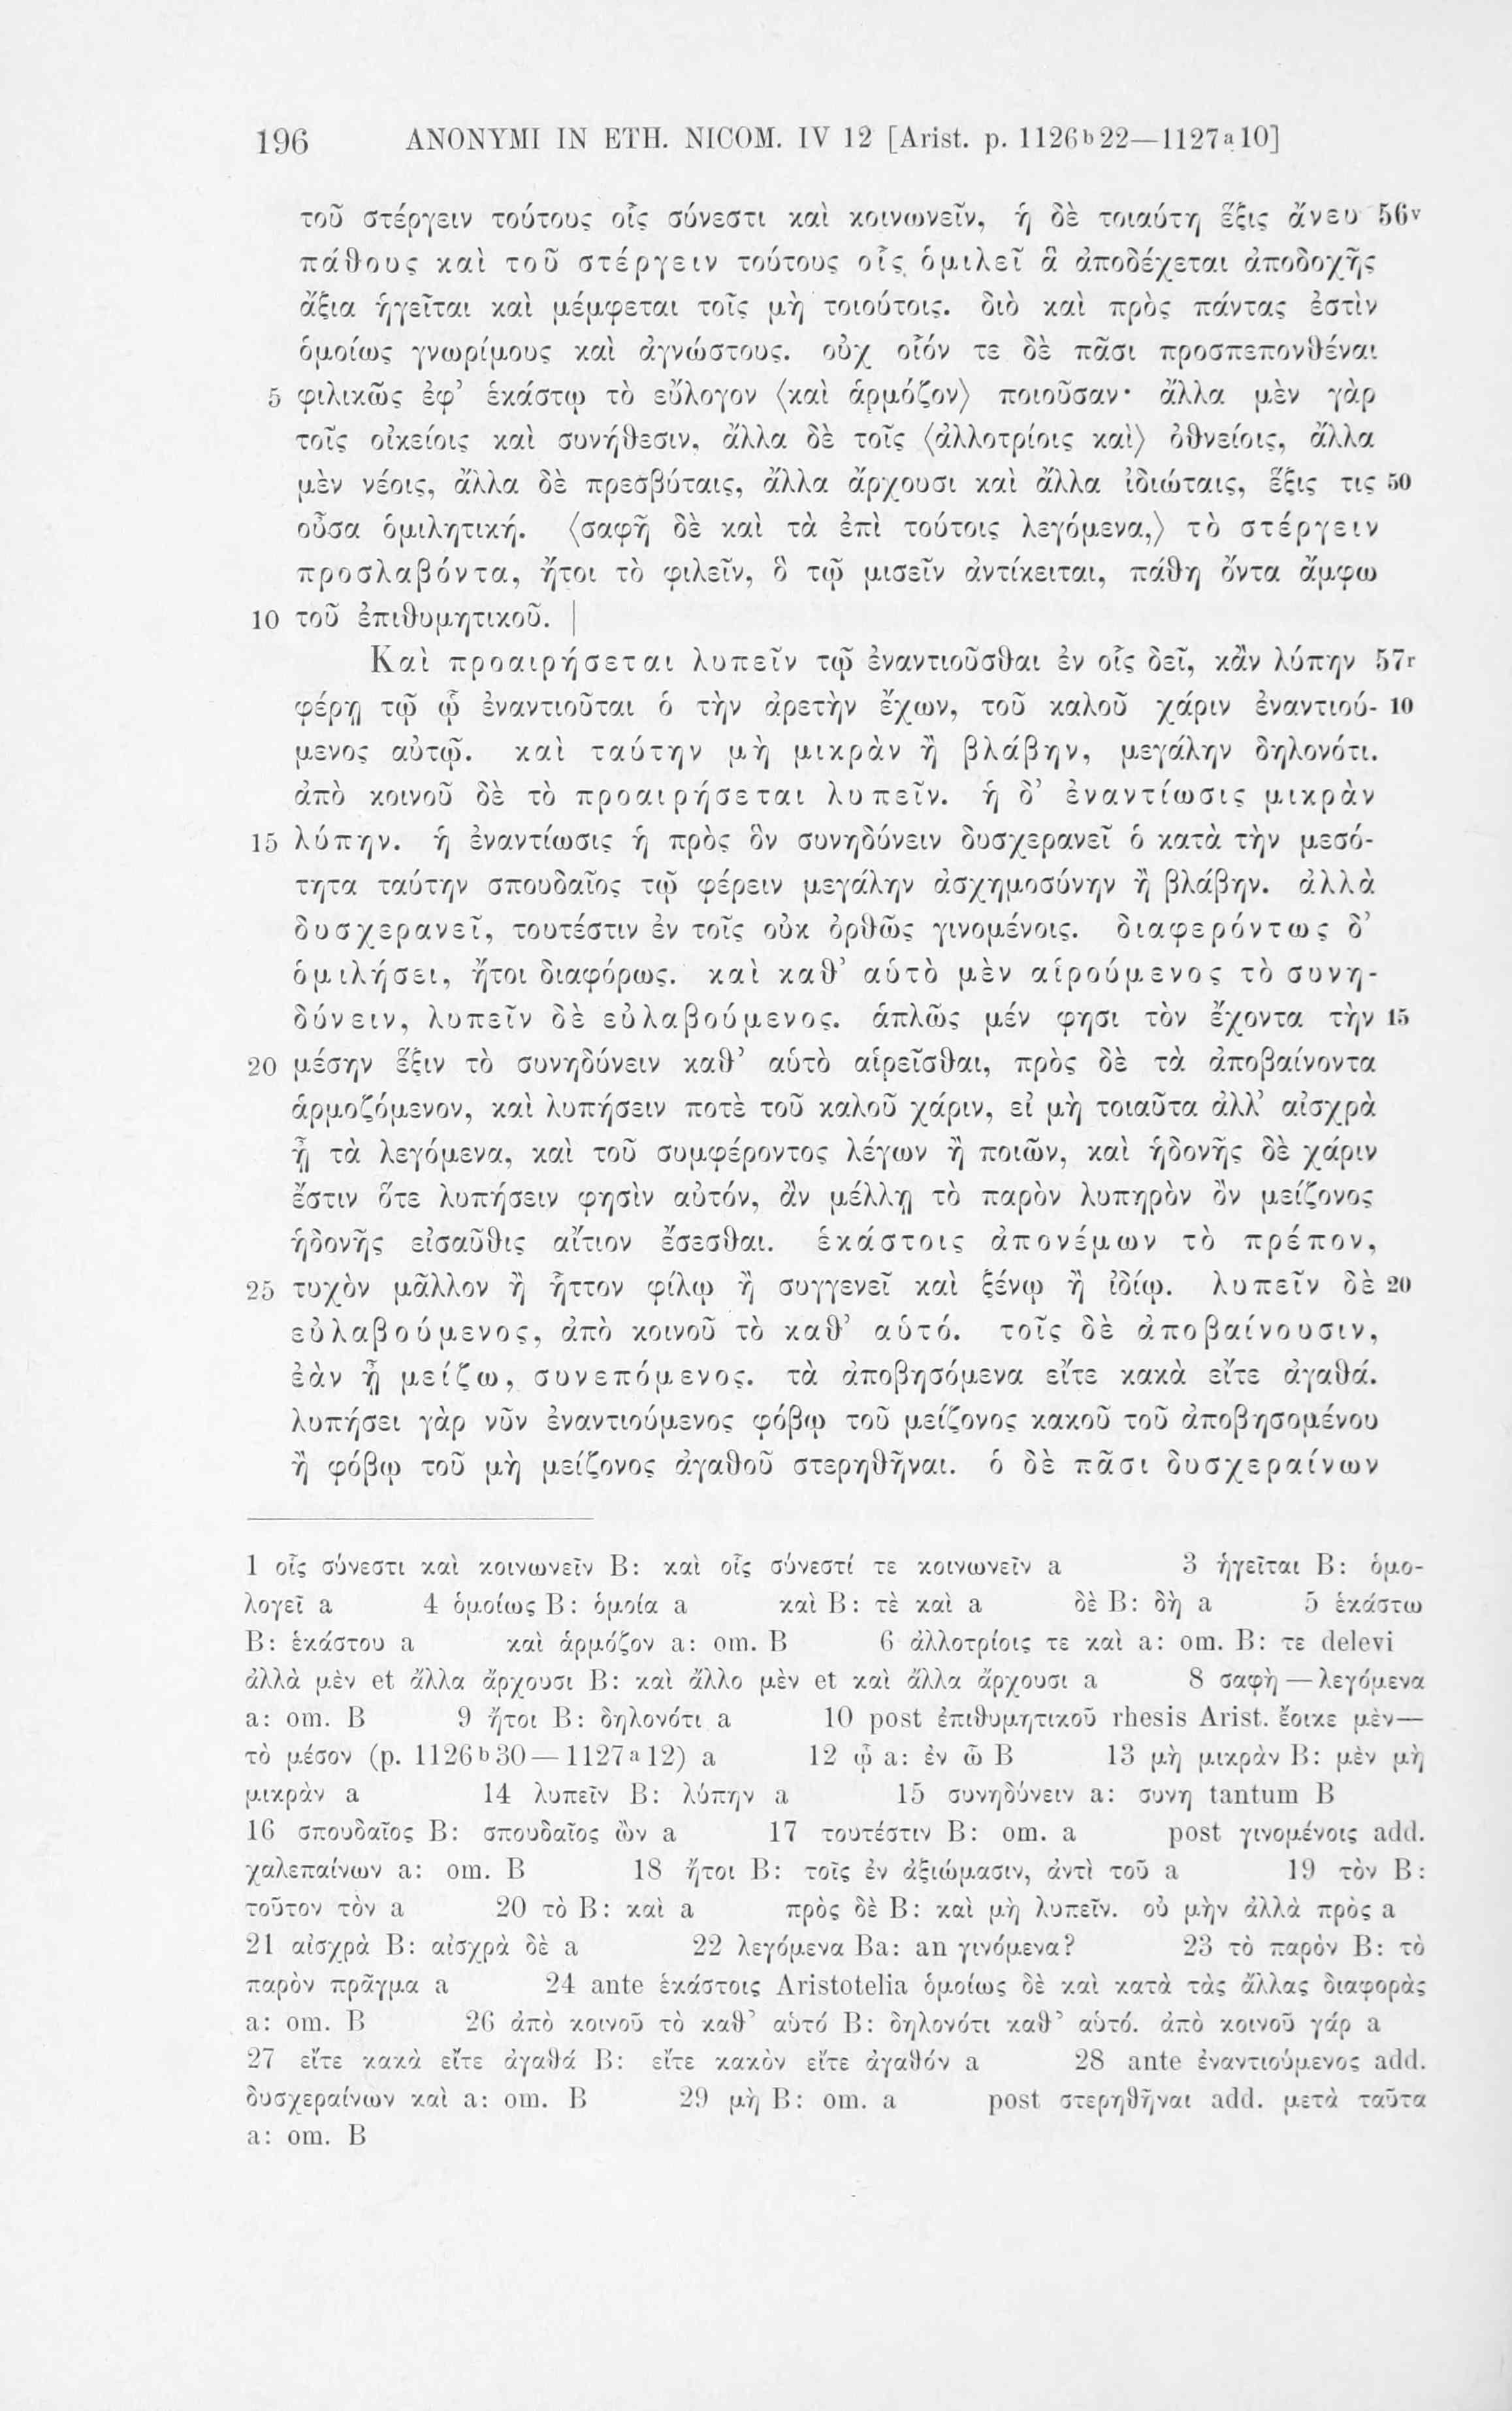 196 ANONYMI IN ETH. NICOM. IV 12 [Arist. p. 1126ᵇ22—1127ᵃ10]
τοῦ στέργειν τούτους οἷς σύνεστι καὶ κοινωνεῖν, ἡ δὲ τοιαύτη ἕξις ἄνευ 56ᵛ
πάθους καὶ τοῦ στέργειν τούτους οἷς ὁμιλεῖ ἃ ἀποδέχεται ἀποδοχῆς
ἄξια ἡγεῖται καὶ μέμφεται τοῖς μὴ τοιούτοις. διὸ καὶ πρὸς πάντας ἐστὶν
ὁμοίως γνωρίμους καὶ ἀγνώστους. οὐχ οἷόν τε δὲ πᾶσι προσπεπονθέναι
5 φιλικῶς ἐφ’ ἑκάστῳ τὸ εὔλογον ⟨καὶ ἁρμόζον⟩ ποιοῦσαν· ἄλλα μὲν γὰρ
τοῖς οἰκείοις καὶ συνήθεσιν, ἄλλα δὲ τοῖς ⟨ἀλλοτρίοις καὶ⟩ ὀθνείοις, ἄλλα
μὲν νέοις, ἄλλα δὲ πρεσβύταις, ἄλλα ἄρχουσι καὶ ἄλλα ἰδιώταις, ἕξις τις 50
οὖσα ὁμιλητική. ⟨σαφῆ δὲ καὶ τὰ ἐπὶ τούτοις λεγόμενα,⟩ τὸ στέργειν
προσλαβόντα, ἤτοι τὸ φιλεῖν, ὃ τῷ μισεῖν ἀντίκειται, πάθη ὄντα ἄμφω
10 τοῦ ἐπιθυμητικοῦ. |
Καὶ προαιρήσεται λυπεῖν τῷ ἐναντιοῦσθαι ἐν οἷς δεῖ, κἂν λύπην 57ʳ
φέρῃ τῷ ᾧ ἐναντιοῦται ὁ τὴν ἀρετὴν ἔχων, τοῦ καλοῦ χάριν ἐναντιού- 10
μενος αὐτῷ. καὶ ταύτην μὴ μικρὰν ἢ βλάβην, μεγάλην δηλονότι.
ἀπὸ κοινοῦ δὲ τὸ προαιρήσεται λυπεῖν. ἡ δ’ ἐναντίωσις μικρὰν
15 λύπην. ἡ ἐναντίωσις ἡ πρὸς ὃν συνηδύνειν δυσχερανεῖ ὁ κατὰ τὴν μεσό-
τητα ταύτην σπουδαῖος τῷ φέρειν μεγάλην ἀσχημοσύνην ἢ βλάβην. ἀλλὰ
δυσχερανεῖ, τουτέστιν ἐν τοῖς οὐκ ὀρθῶς γινομένοις. διαφερόντως δ’
ὁμιλήσει, ἤτοι διαφόρως. καὶ καθ’ αὑτὸ μὲν αἱρούμενος τὸ συνη-
δύνειν, λυπεῖν δὲ εὐλαβούμενος. ἁπλῶς μέν φησι τὸν ἔχοντα τὴν 15
20 μέσην ἕξιν τὸ συνηδύνειν καθ’ αὑτὸ αἱρεῖσθαι, πρὸς δὲ τὰ ἀποβαίνοντα
ἁρμοζόμενον, καὶ λυπήσειν ποτὲ τοῦ καλοῦ χάριν, εἰ μὴ τοιαῦτα ἀλλ’ αἰσχρὰ
ᾖ τὰ λεγόμενα, καὶ τοῦ συμφέροντος λέγων ἢ ποιῶν, καὶ ἡδονῆς δὲ χάριν
ἔστιν ὅτε λυπήσειν φησὶν αὐτόν, ἂν μέλλῃ τὸ παρὸν λυπηρὸν ὂν μείζονος
ἡδονῆς εἰσαῦθις αἴτιον ἔσεσθαι. ἑκάστοις ἀπονέμων τὸ πρέπον,
25 τυχὸν μᾶλλον ἢ ἧττον φίλῳ ἢ συγγενεῖ καὶ ξένῳ ἢ ἰδίῳ. λυπεῖν δὲ 20
εὐλαβούμενος, ἀπὸ κοινοῦ τὸ καθ’ αὑτό. τοῖς δὲ ἀποβαίνουσιν,
ἐὰν ᾖ μείζω, συνεπόμενος. τὰ ἀποβησόμενα εἴτε κακὰ εἴτε ἀγαθά.
λυπήσει γὰρ νῦν ἐναντιούμενος φόβῳ τοῦ μείζονος κακοῦ τοῦ ἀποβησομένου
ἢ φόβῳ τοῦ μὴ μείζονος ἀγαθοῦ στερηθῆναι. ὁ δὲ πᾶσι δυσχεραίνων
1 οἷς σύνεστι καὶ κοινωνεῖν B: καὶ οἷς σύνεστί τε κοινωνεῖν a 3 ἡγεῖται B: ὁμο-
λογεῖ a 4 ὁμοίως B: ὁμοία a καὶ B: τὲ καὶ a δὲ B: δὴ a 5 ἑκάστω
B: ἑκάστου a καὶ ἁρμόζον a: om. B 6 ἀλλοτρίοις τε καὶ a: om. B: τε delevi
ἀλλὰ μὲν et ἄλλα ἄρχουσι B: καὶ ἄλλο μὲν et καὶ ἄλλα ἄρχουσι a 8 σαφὴ — λεγόμενα
a: om. B 9 ἤτοι B: δηλονότι a 10 post ἐπιθυμητικοῦ rhesis Arist. ἔοικε μὲν—
τὸ μέσον (p. 1126ᵇ30—1127ᵃ12) a 12 ᾧ a: ἐν ὧ B 13 μὴ μικρὰν B: μὲν μὴ
μικρὰν a 14 λυπεῖν B: λύπην a 15 συνηδύνειν a: συνη tantum B
16 σπουδαῖος B: σπουδαῖος ὢν a 17 τουτέστιν B: om. a post γινομένοις add.
χαλεπαίνων a: om. B 18 ἤτοι B: τοῖς ἐν ἀξιώμασιν, ἀντὶ τοῦ a 19 τὸν B:
τοῦτον τὸν a 20 τὸ B: καὶ a πρὸς δὲ B: καὶ μὴ λυπεῖν. οὐ μὴν ἀλλὰ πρὸς a
21 αἰσχρὰ B: αἰσχρὰ δὲ a 22 λεγόμενα Ba: an γινόμενα? 23 τὸ παρὸν B: τὸ
παρὸν πρᾶγμα a 24 ante ἑκάστοις Aristotelia ὁμοίως δὲ καὶ κατὰ τὰς ἄλλας διαφορὰς
a: om. B 26 ἀπὸ κοινοῦ τὸ καθ’ αὑτό B: δηλονότι καθ’ αὑτό. ἀπὸ κοινοῦ γάρ a
27 εἴτε κακὰ εἴτε ἀγαθά B: εἴτε κακὸν εἴτε ἀγαθόν a 28 ante ἐναντιούμενος add.
δυσχεραίνων καὶ a: om. B 29 μὴ B: om. a post στερηθῆναι add. μετὰ ταῦτα
a: om. B